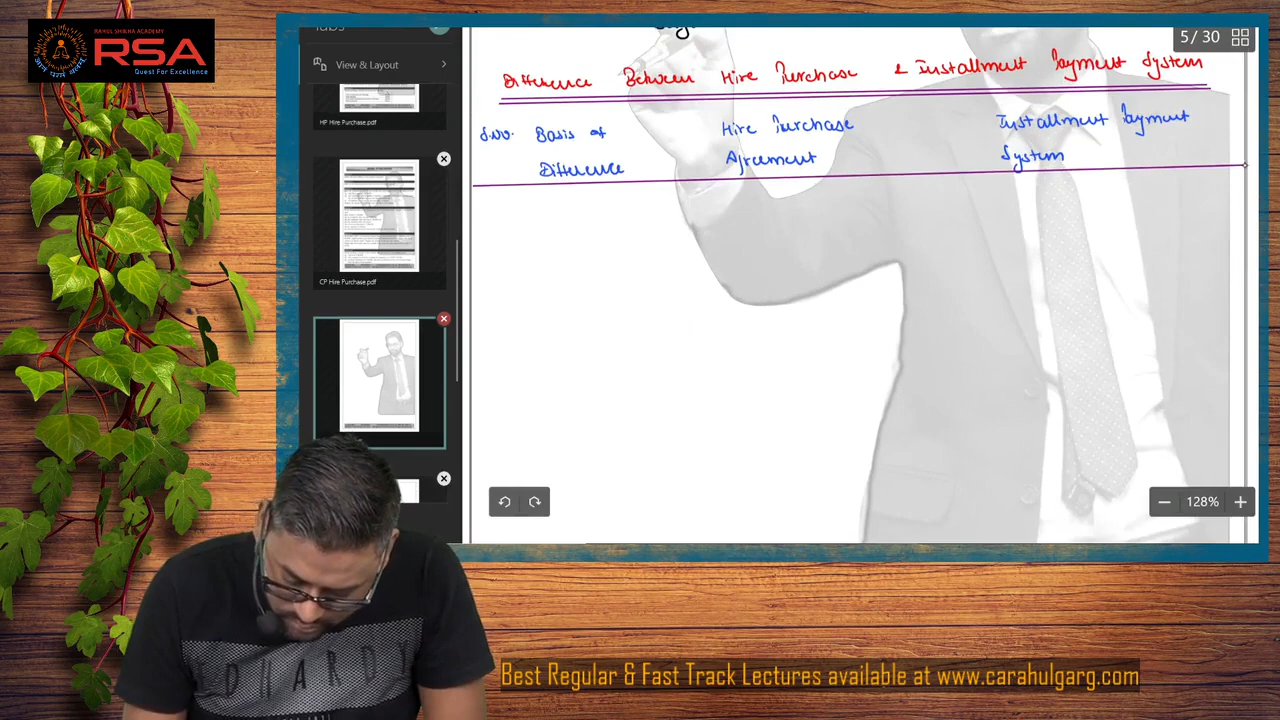 RAHUL SHIKHA ACADEMY
RSA
Quest For Excellence
View & Layout
HP Hire Purchase.pdf
CP Hire Purchase.pdf
5 / 30
Difference Between Hire Purchase & Installment Payment System
S.No. Basis of Difference
Hire Purchase Agreement
Installment Payment System
128%
Best Regular & Fast Track Lectures available at www.carahulgarg.com